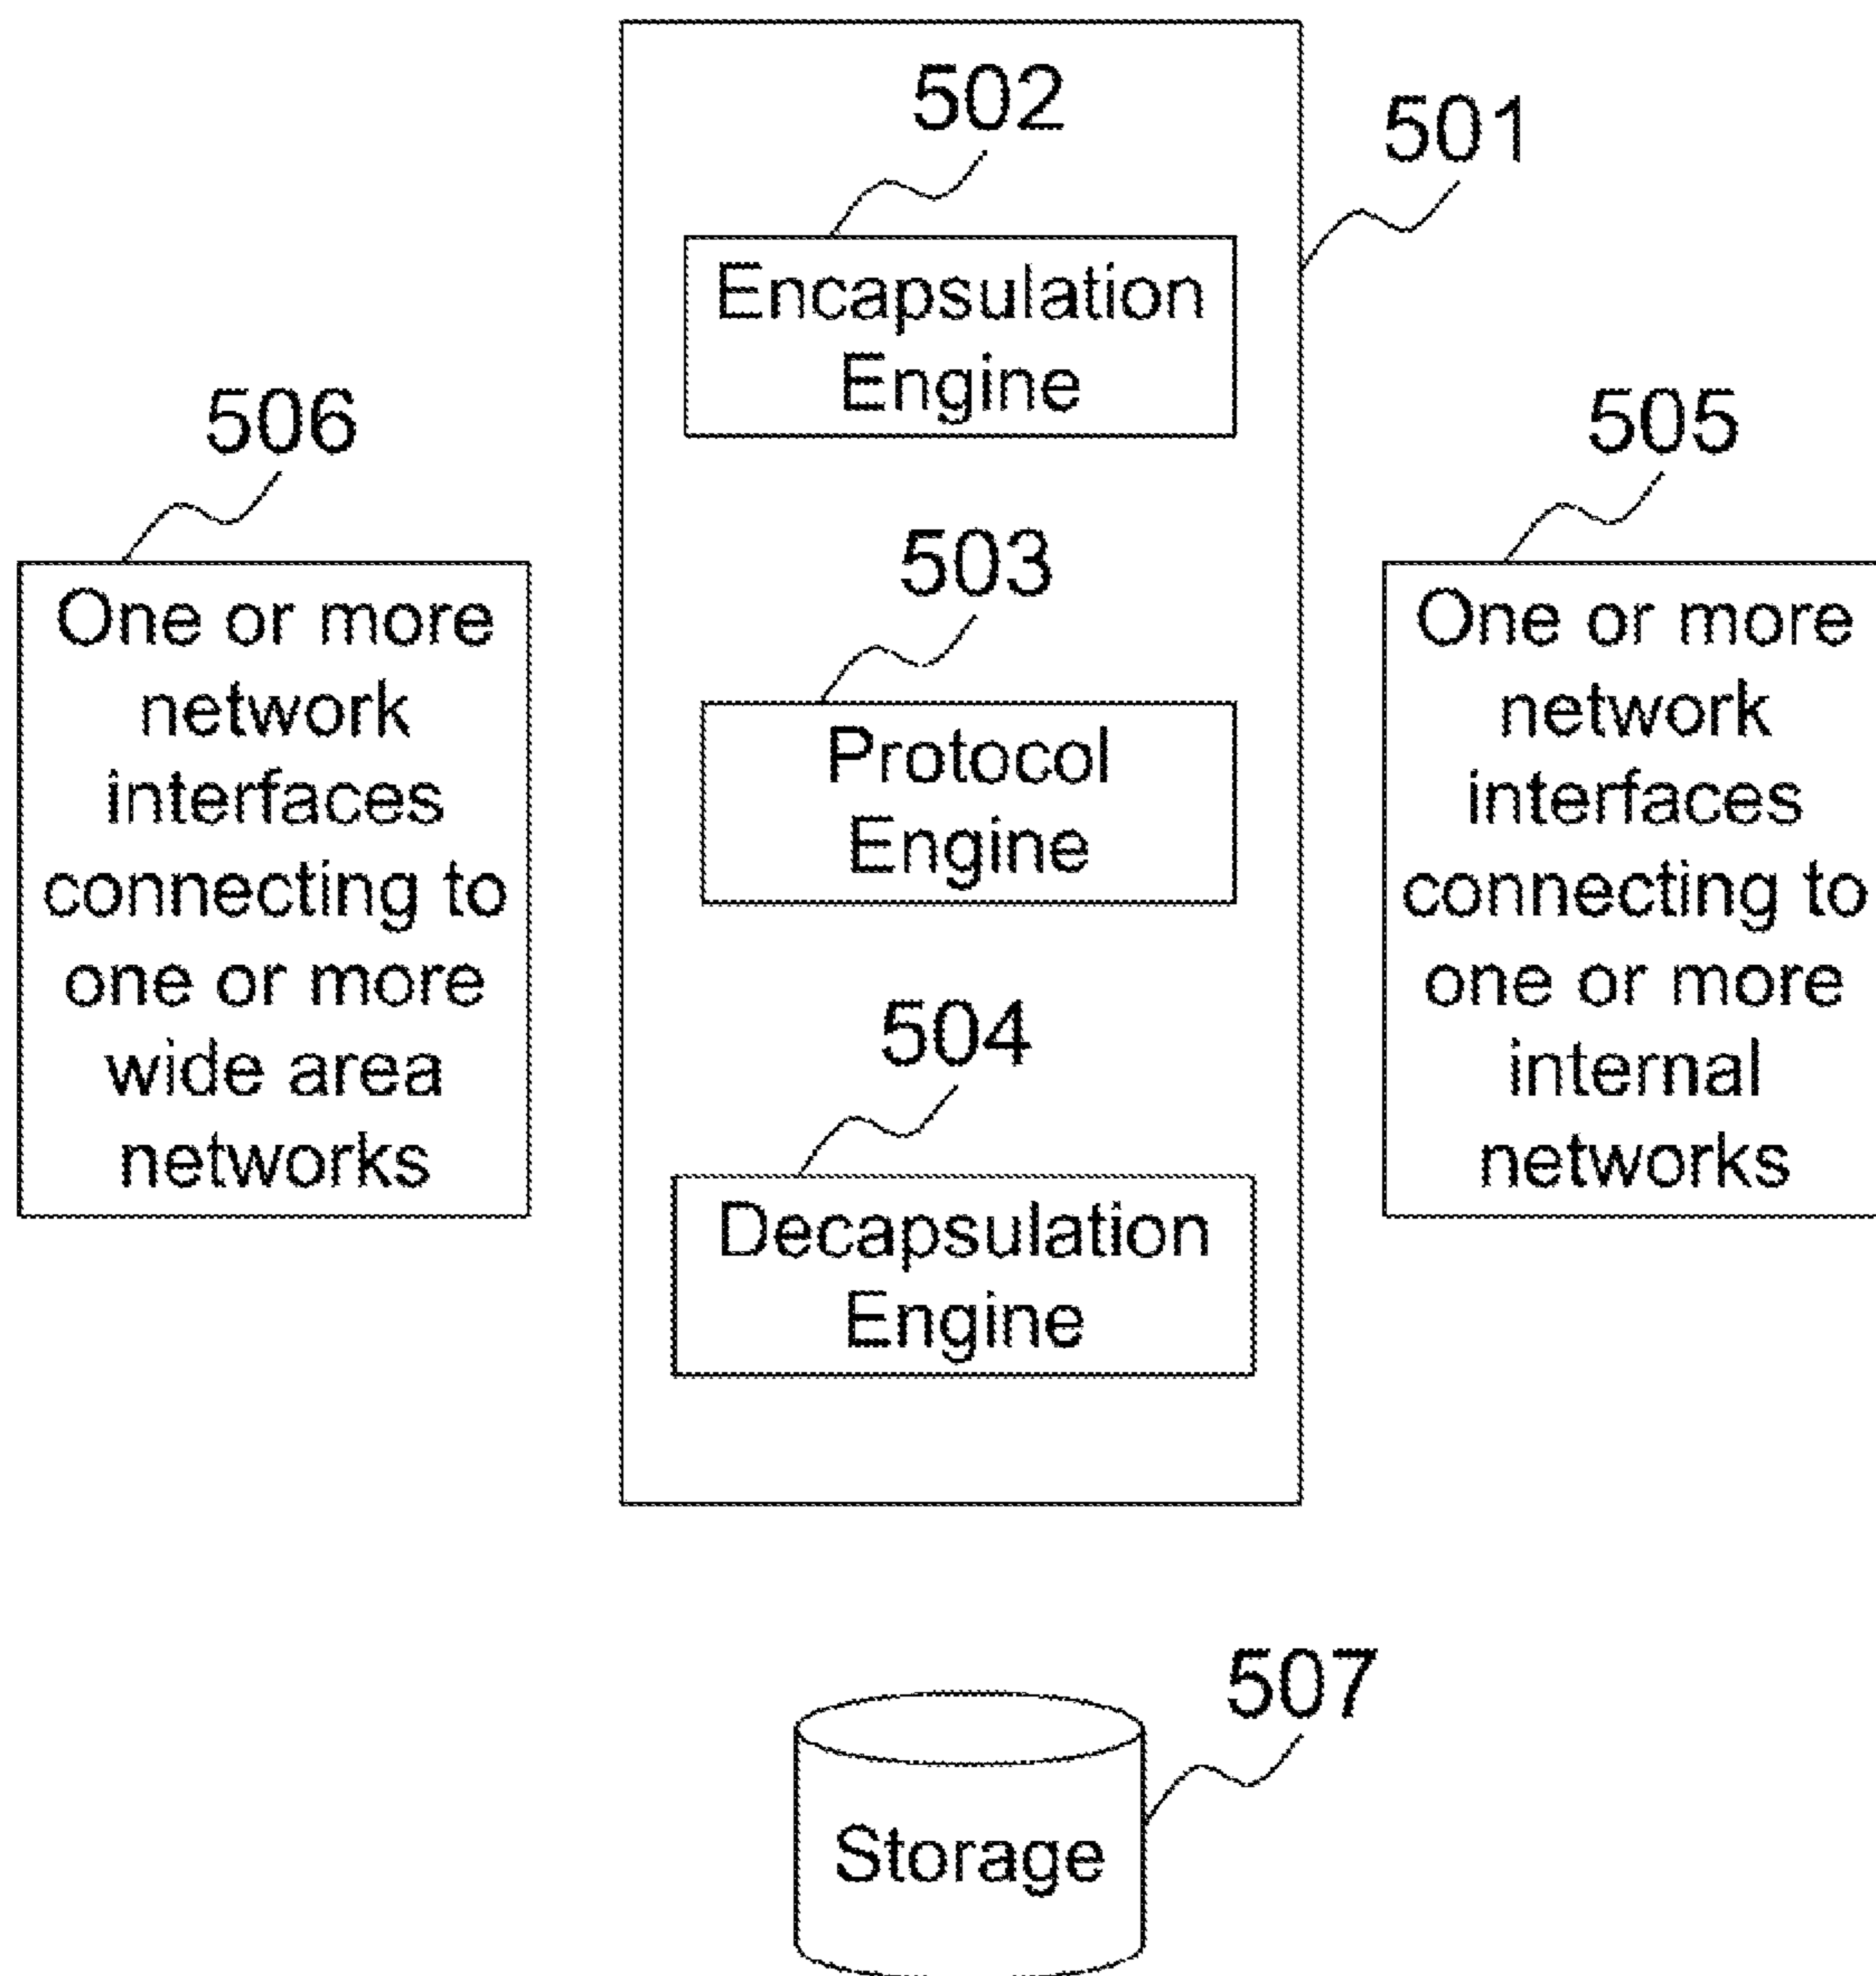 502
501
Encapsulation
Engine
506
505
One or more
network
interfaces
connecting to
one or more
wide area
networks
503
Protocol
Engine
504
Decapsulation
Engine
One or more
network
interfaces
connecting to
one or more
internal
networks
507
Storage